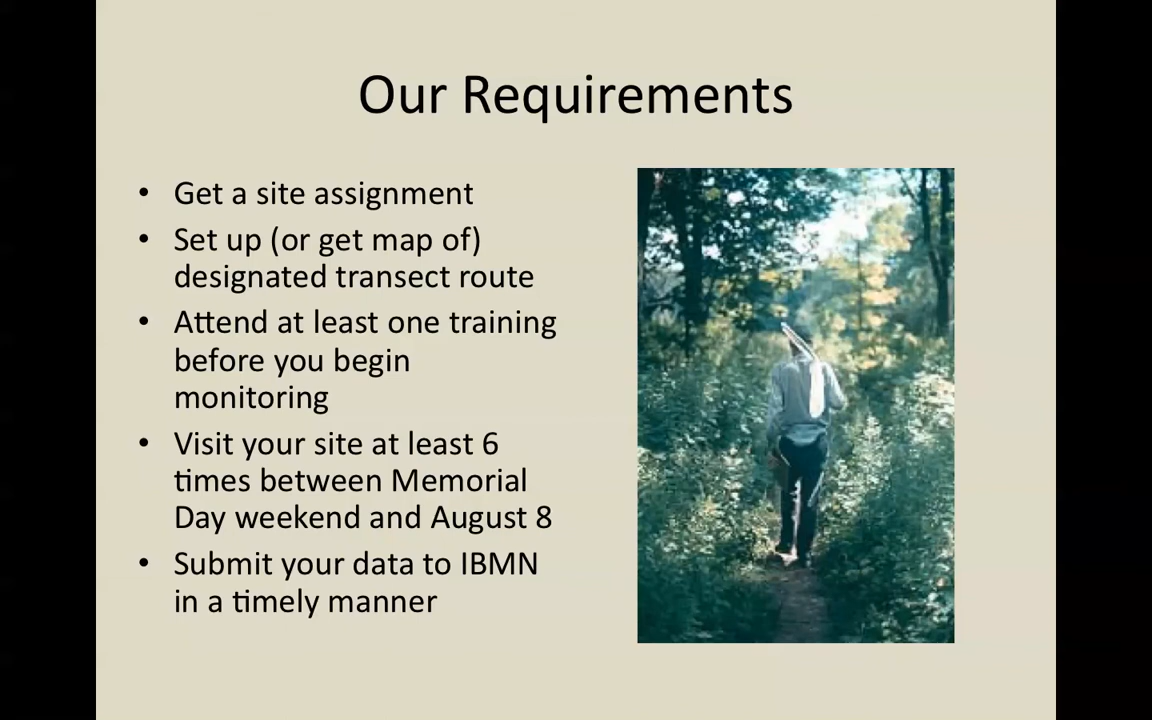 Our Requirements
• Get a site assignment
• Set up (or get map of)
designated transect route
• Attend at least one training
before you begin
monitoring
• Visit your site at least 6
times between Memorial
Day weekend and August 8
• Submit your data to IBMN
in a timely manner